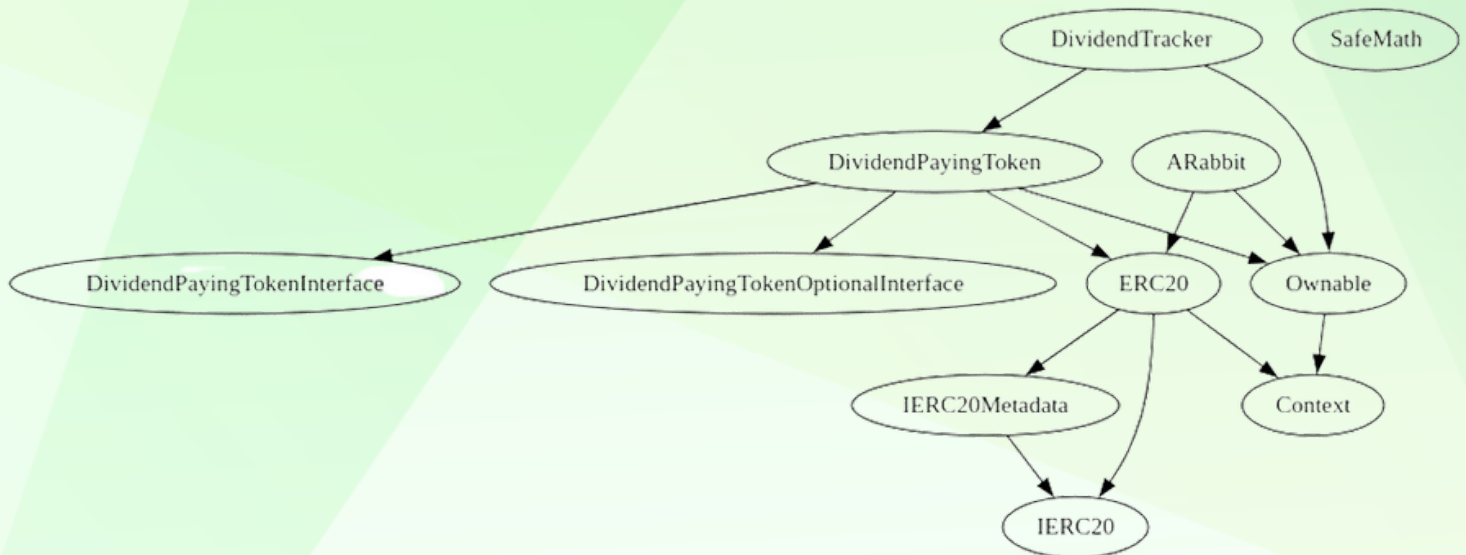 DividendTracker
SafeMath
DividendPayingToken
ARabbit
DividendPayingTokenInterface
DividendPayingTokenOptionalInterface
ERC20
Ownable
IERC20Metadata
Context
IERC20